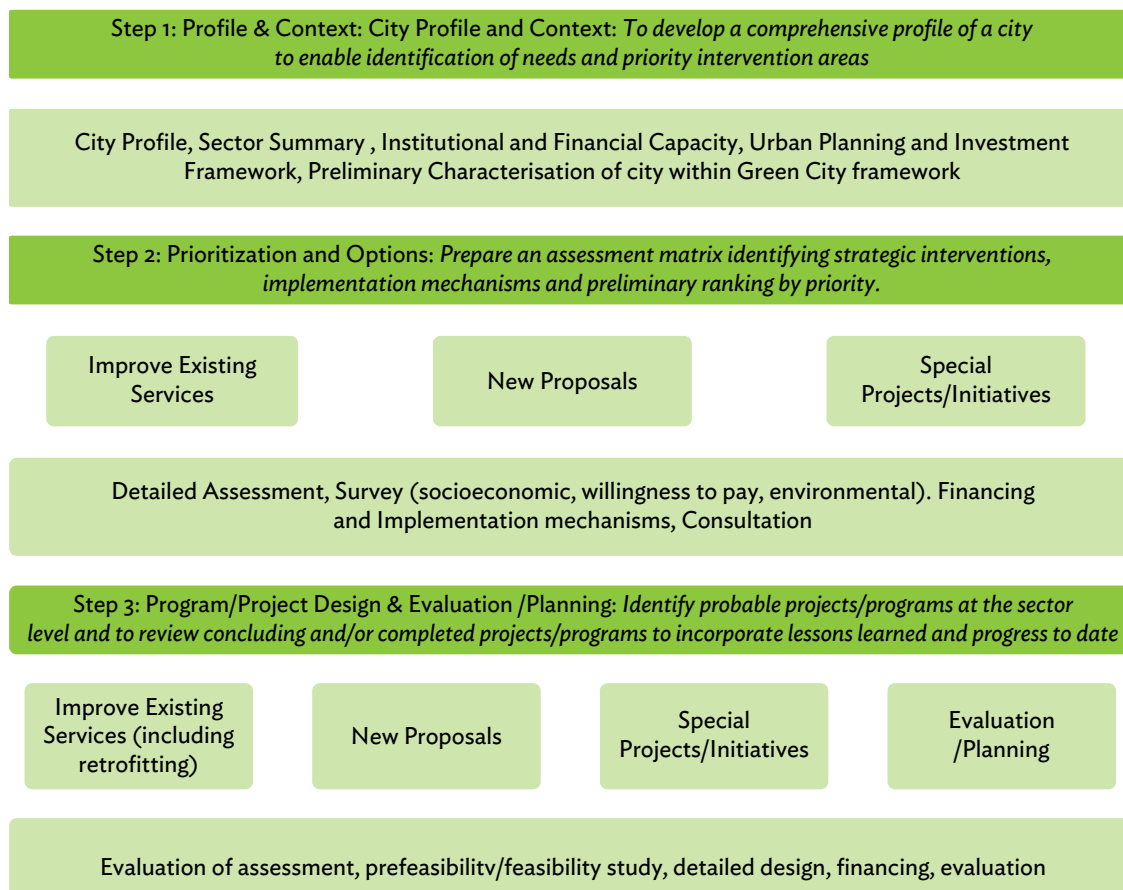 Step 1: Profile & Context: City Profile and Context: To develop a comprehensive profile of a city
to enable identification of needs and priority intervention areas
City Profile, Sector Summary , Institutional and Financial Capacity, Urban Planning and Investment
Framework, Preliminary Characterisation of city within Green City framework
Step 2: Prioritization and Options: Prepare an assessment matrix identifying strategic interventions,
implementation mechanisms and preliminary ranking by priority.
Improve Existing
Services
New Proposals
Special
Projects/Initiatives
Detailed Assessment, Survey (socioeconomic, willingness to pay, environmental). Financing
and Implementation mechanisms, Consultation
Step 3: Program/Project Design & Evaluation /Planning: Identify probable projects/programs at the sector
level and to review concluding and/or completed projects/programs to incorporate lessons learned and progress to date
Improve Existing
Services (including
retrofitting)
New Proposals
Special
Projects/Initiatives
Evaluation
/Planning
Evaluation of assessment, prefeasibility/feasibility study, detailed design, financing, evaluation